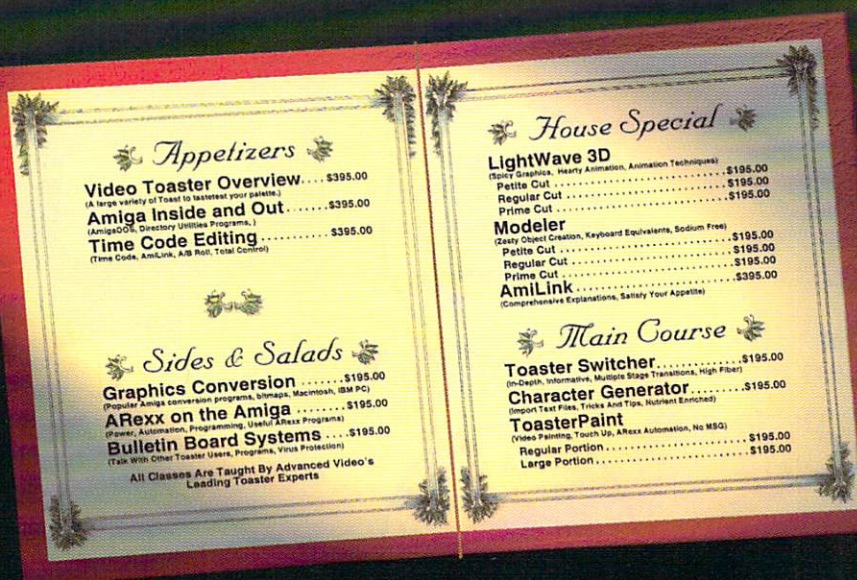 Appetizers
Video Toaster Overview....$395.00
(A large variety of Toast to tastetest your palette.)
Amiga Inside and Out.......$395.00
(AmigaDOS, Directory Utilities Programs, )
Time Code Editing...........$395.00
(Time Code, AmiLink, A/B Roll, Total Control)
Sides & Salads
Graphics Conversion .......$195.00
(Popular Amiga conversion programs, bitmaps, Macintosh, IBM PC)
ARexx on the Amiga ........$195.00
(Power, Automation, Programming, Useful ARexx Programs)
Bulletin Board Systems ....$195.00
(Talk With Other Toaster Users, Programs, Virus Protection)
All Classes Are Taught By Advanced Video's
Leading Toaster Experts
House Special
LightWave 3D
(Spicy Graphics, Hearty Animation, Animation Techniques)
Petite Cut ..........................$195.00
Regular Cut ........................$195.00
Prime Cut ..........................$195.00
Modeler
(Zesty Object Creation, Keyboard Equivalents, Sodium Free)
Petite Cut ..........................$195.00
Regular Cut ........................$195.00
Prime Cut ..........................$195.00
AmiLink......................$395.00
(Comprehensive Explanations, Satisfy Your Appetite)
Main Course
Toaster Switcher.............$195.00
(In-Depth, Informative, Multiple Stage Transitions, High Fiber)
Character Generator.........$195.00
(Import Text Files, Tricks And Tips, Nutrient Enriched)
ToasterPaint
(Video Painting, Touch Up, ARexx Automation, No MSG)
Regular Portion......................$195.00
Large Portion........................$195.00